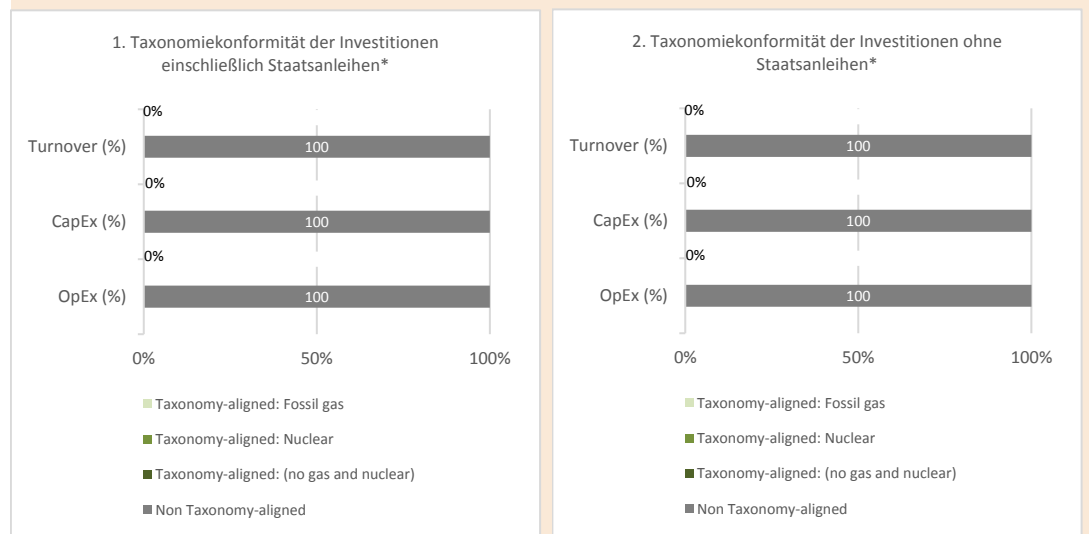 1. Taxonomiekonformität der Investitionen
einschließlich Staatsanleihen*
0%
Turnover (%)
100
0%
CapEx (%)
100
0%
OpEx (%)
100
0%
50%
100%
Taxonomy-aligned: Fossil gas
Taxonomy-aligned: Nuclear
Taxonomy-aligned: (no gas and nuclear)
Non Taxonomy-aligned
2. Taxonomiekonformität der Investitionen ohne
Staatsanleihen*
0%
Turnover (%)
100
0%
CapEx (%)
100
0%
OpEx (%)
100
0%
50%
100%
Taxonomy-aligned: Fossil gas
Taxonomy-aligned: Nuclear
Taxonomy-aligned: (no gas and nuclear)
Non Taxonomy-aligned